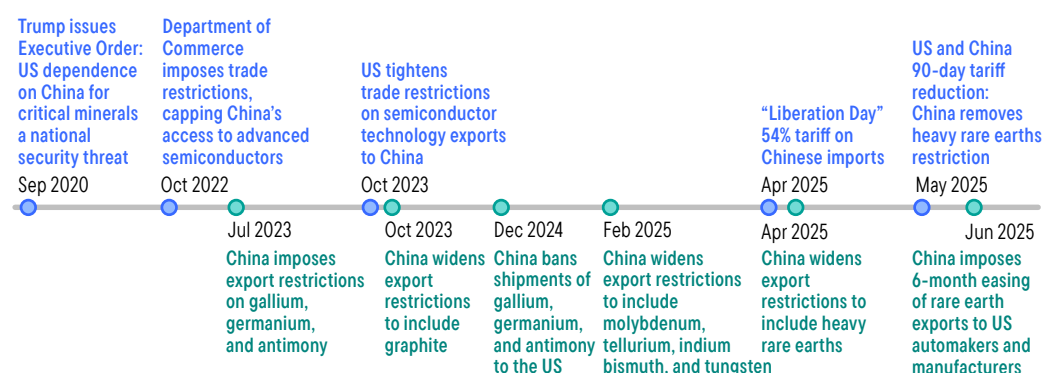 Trump issues
Executive Order:
US dependence
on China for
critical minerals
a national
security threat
Sep 2020
Department of
Commerce
imposes trade
restrictions,
capping China's
access to advanced
semiconductors
Oct 2022
US tightens
trade restrictions
on semiconductor
technology exports
to China
Oct 2023
“Liberation Day”
54% tariff on
Chinese imports
Apr 2025
US and China
90-day tariff
reduction:
China removes
heavy rare earths
restriction
May 2025
Jul 2023
China imposes
export restrictions
on gallium,
germanium,
and antimony
Oct 2023
China widens
export
restrictions
to include
graphite
Dec 2024
China bans
shipments of
gallium,
germanium,
and antimony
to the US
Feb 2025
China widens
export restrictions
to include
molybdenum,
tellurium, indium
bismuth, and tungsten
Apr 2025
China widens
export
restrictions to
include heavy
rare earths
Jun 2025
China imposes
6-month easing
of rare earth
exports to US
automakers and
manufacturers